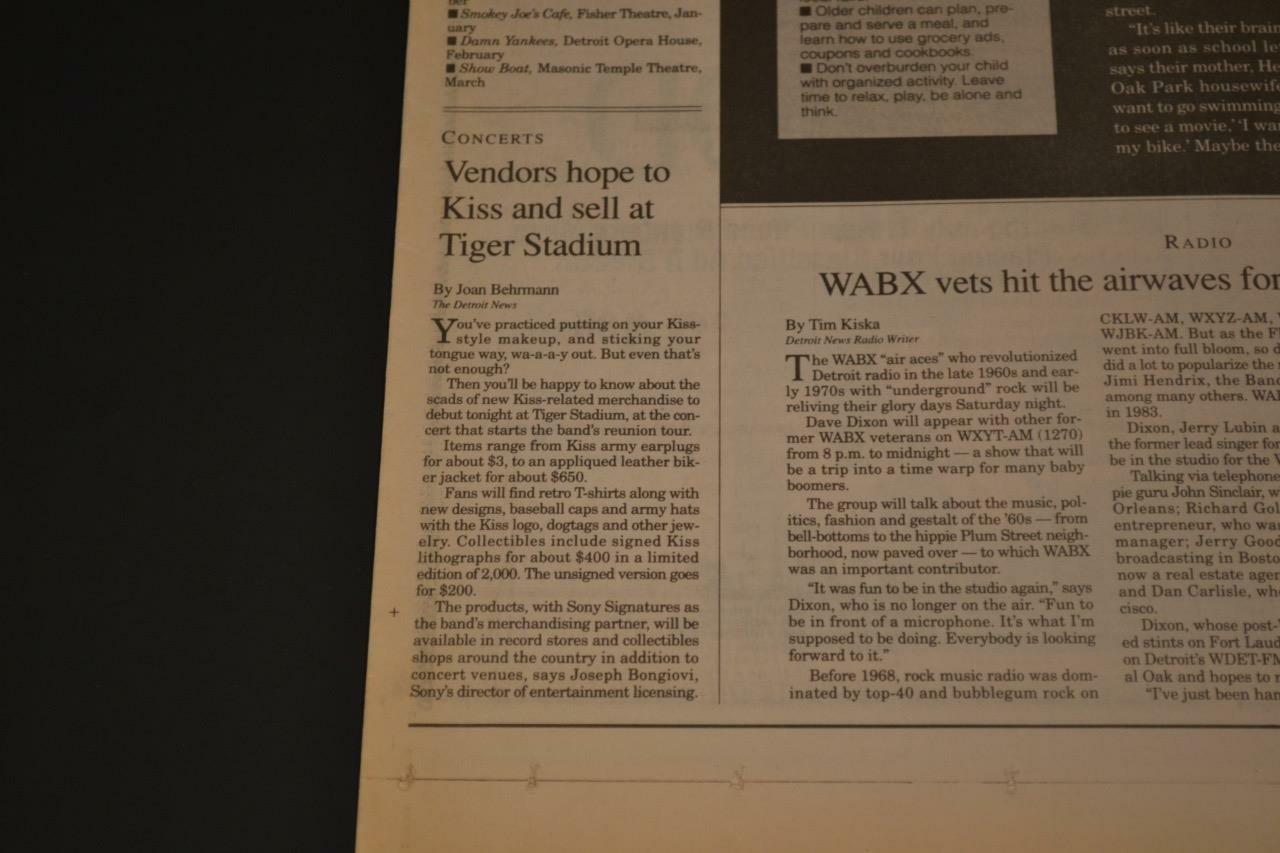 ■ Smokey Joe's Cafe, Fisher Theatre, Jan-
uary
■ Damn Yankees, Detroit Opera House,
February
■ Show Boat, Masonic Temple Theatre,
March
CONCERTS
Vendors hope to
Kiss and sell at
Tiger Stadium
By Joan Behrmann
The Detroit News
You've practiced putting on your Kiss-
style makeup, and sticking your
tongue way, wa-a-a-y out. But even that's
not enough?
Then you'll be happy to know about the
scads of new Kiss-related merchandise to
debut tonight at Tiger Stadium, at the con-
cert that starts the band's reunion tour.
Items range from Kiss army earplugs
for about $3, to an appliqued leather bik-
er jacket for about $650.
Fans will find retro T-shirts along with
new designs, baseball caps and army hats
with the Kiss logo, dogtags and other jew-
elry. Collectibles include signed Kiss
lithographs for about $400 in a limited
edition of 2,000. The unsigned version goes
for $200.
The products, with Sony Signatures as
the band's merchandising partner, will be
available in record stores and collectibles
shops around the country in addition to
concert venues, says Joseph Bongiovi,
Sony's director of entertainment licensing.
■ Older children can plan, pre-
pare and serve a meal, and
learn how to use grocery ads,
coupons and cookbooks.
■ Don't overburden your child
with organized activity. Leave
time to relax, play, be alone and
think.
street.
"It's like their brain
as soon as school le
says their mother, He
Oak Park housewife
want to go swimming
to see a movie,' 'I wa
my bike.' Maybe the
RADIO
WABX vets hit the airwaves for
By Tim Kiska
Detroit News Radio Writer
The WABX "air aces" who revolutionized
Detroit radio in the late 1960s and ear-
ly 1970s with "underground" rock will be
reliving their glory days Saturday night.
Dave Dixon will appear with other for-
mer WABX veterans on WXYT-AM (1270)
from 8 p.m. to midnight — a show that will
be a trip into a time warp for many baby
boomers.
The group will talk about the music, pol-
itics, fashion and gestalt of the '60s — from
bell-bottoms to the hippie Plum Street neigh-
borhood, now paved over — to which WABX
was an important contributor.
"It was fun to be in the studio again," says
Dixon, who is no longer on the air. "Fun to
be in front of a microphone. It's what I'm
supposed to be doing. Everybody is looking
forward to it."
Before 1968, rock music radio was dom-
inated by top-40 and bubblegum rock on
CKLW-AM, WXYZ-AM,
WJBK-AM. But as the F
went into full bloom, so d
did a lot to popularize the
Jimi Hendrix, the Band
among many others. WA
in 1983.
Dixon, Jerry Lubin a
the former lead singer for
be in the studio for the
Talking via telephone
pie guru John Sinclair, w
Orleans; Richard Gol
entrepreneur, who wa
manager; Jerry Good
broadcasting in Bosto
now a real estate agen
and Dan Carlisle, wh
cisco.
Dixon, whose post-
ed stints on Fort Laud
on Detroit's WDET-FM
al Oak and hopes to r
"I've just been han